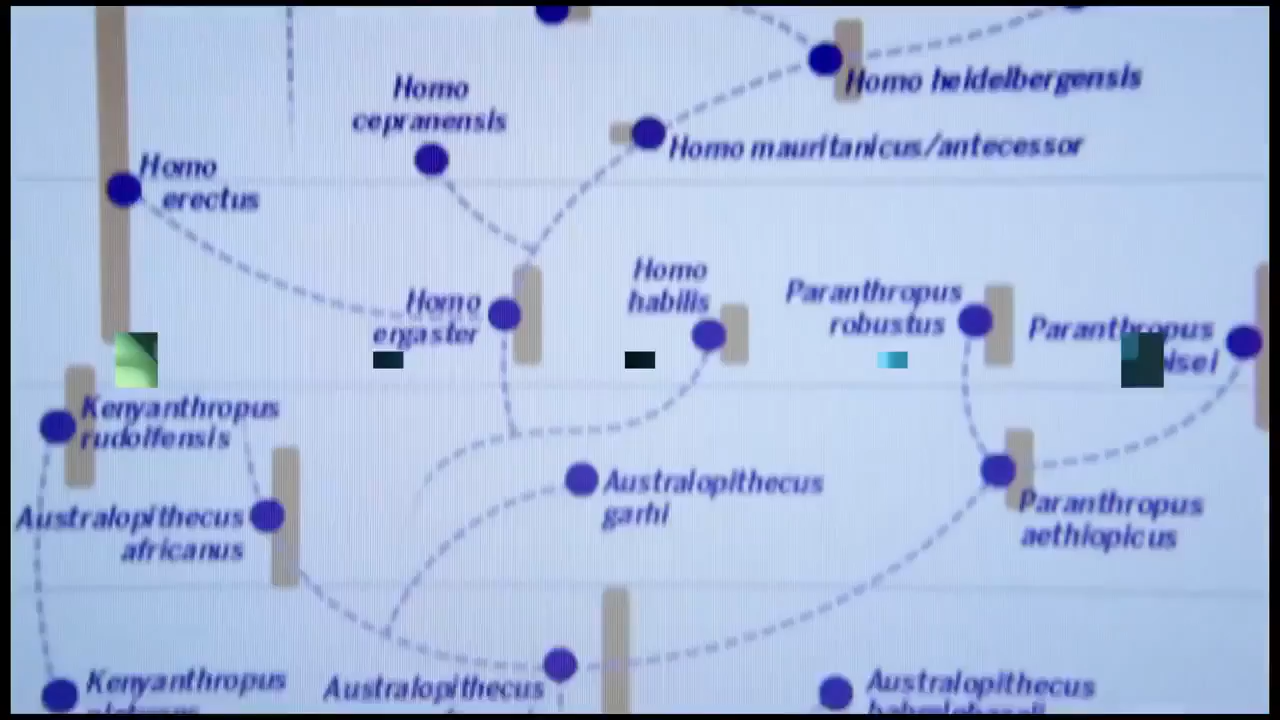 Homo
cepranensis
Homo heidelbergensis
Homo mauritanicus/antecessor
Homo
erectus
Homo
ergaster
Homo
habilis
Paranthropus
robustus
Paranthropus
Kenyanthropus
rudolfensis
Australopithecus
africanus
Australopithecus
garhi
Paranthropus
aethiopicus
Kenyanthropus
Australopithecus
Australopithecus